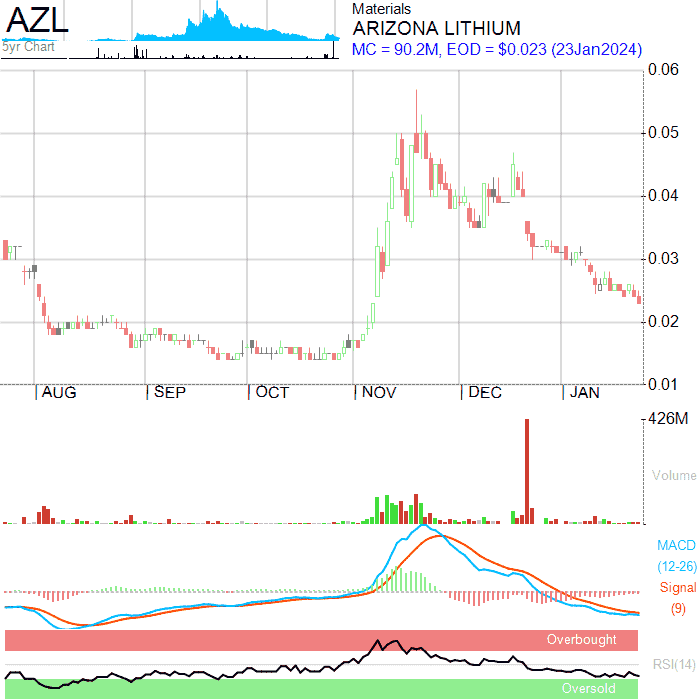 AZL
5yr Chart
Materials
ARIZONA LITHIUM
MC = 90.2M, EOD = $0.023 (23Jan2024)
0.06
0.05
0.04
0.03
0.02
0.01
AUG SEP OCT NOV DEC JAN
426M
Volume
MACD
(12-26)
Signal
(9)
Overbought
RSI(14)
Oversold